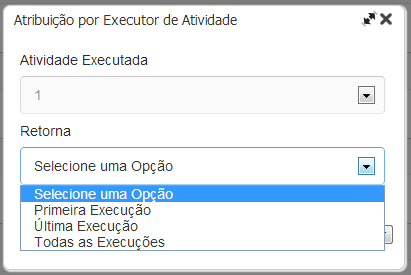 Atribuição por Executor de Atividade
Atividade Executada
1
Retorna
Selecione uma Opção
Selecione uma Opção
Primeira Execução
Última Execução
Todas as Execuções